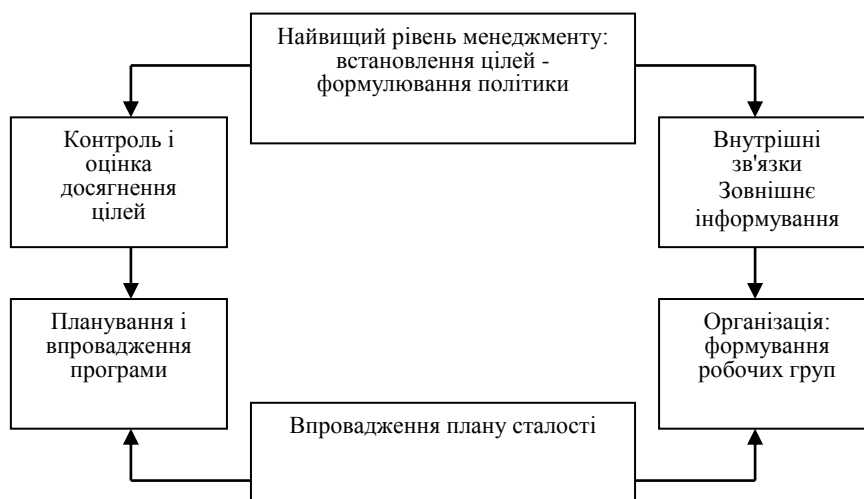 Найвищий рівень менеджменту:
встановлення цілей -
формулювання політики
Контроль і
оцінка
досягнення
цілей
Внутрішні
зв'язки
Зовнішнє
інформування
Планування і
впровадження
програми
Організація:
формування
робочих груп
Впровадження плану сталості